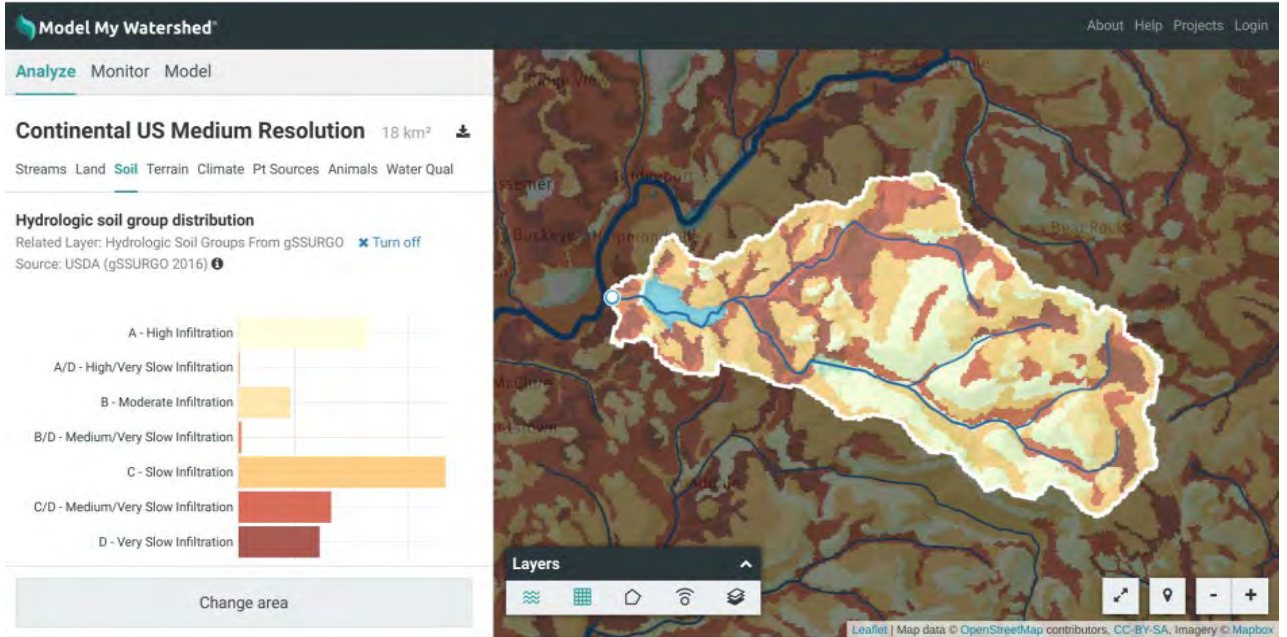 Model My Watershed®
About Help Projects Login
Analyze Monitor Model
Continental US Medium Resolution 18 km²
Streams Land Soil Terrain Climate Pt Sources Animals Water Qual
Hydrologic soil group distribution
Related Layer: Hydrologic Soil Groups From gSSURGO ✖ Turn off
Source: USDA (gSSURGO 2016)
A - High Infiltration
A/D - High/Very Slow Infiltration
B - Moderate Infiltration
B/D - Medium/Very Slow Infiltration
C - Slow Infiltration
C/D - Medium/Very Slow Infiltration
D - Very Slow Infiltration
Change area
Buckeye
Bear Rocks
McClure
Layers
- +
Leaflet | Map data © OpenStreetMap contributors, CC-BY-SA, Imagery © Mapbox